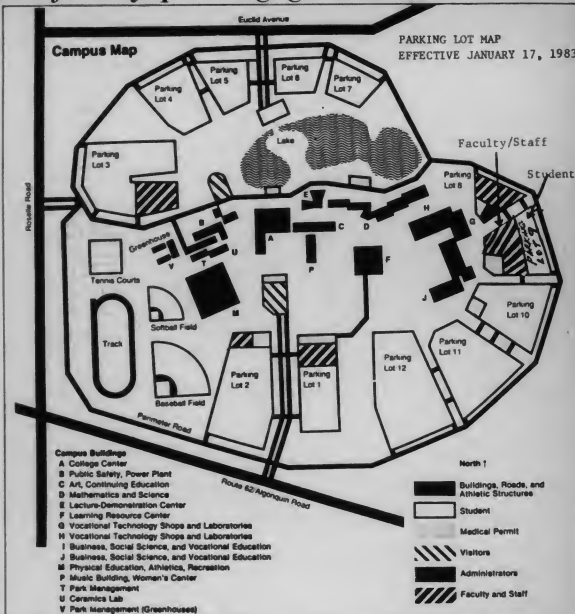 Euclid Avenue
Campus Map
PARKING LOT MAP
EFFECTIVE JANUARY 17, 1983
Parking
Lot 4
Parking
Lot 5
Parking
Lot 6
Parking
Lot 7
Parking
Lot 3
Lake
Faculty/Staff
Student
Parking
Lot 8
PARKING
LOT 9
Roselle Road
Greenhouse
B
U
V
T
A
E
C
D
P
F
H
G
J
M
Tennis Courts
Softball Field
Track
Baseball Field
Parking
Lot 2
Parking
Lot 1
Parking
Lot 12
Parking
Lot 11
Parking
Lot 10
Perimeter Road
Route 62/Algonquin Road
Campus Buildings
A College Center
B Public Safety, Power Plant
C Art, Continuing Education
D Mathematics and Science
E Lecture-Demonstration Center
F Learning Resource Center
G Vocational Technology Shops and Laboratories
H Vocational Technology Shops and Laboratories
I Business, Social Science, and Vocational Education
J Business, Social Science, and Vocational Education
M Physical Education, Athletics, Recreation
P Music Building, Women's Center
T Park Management
U Ceramics Lab
V Park Management (Greenhouses)
North ↑
Buildings, Roads, and
Athletic Structures
Student
Medical Permit
Visitors
Administrators
Faculty and Staff